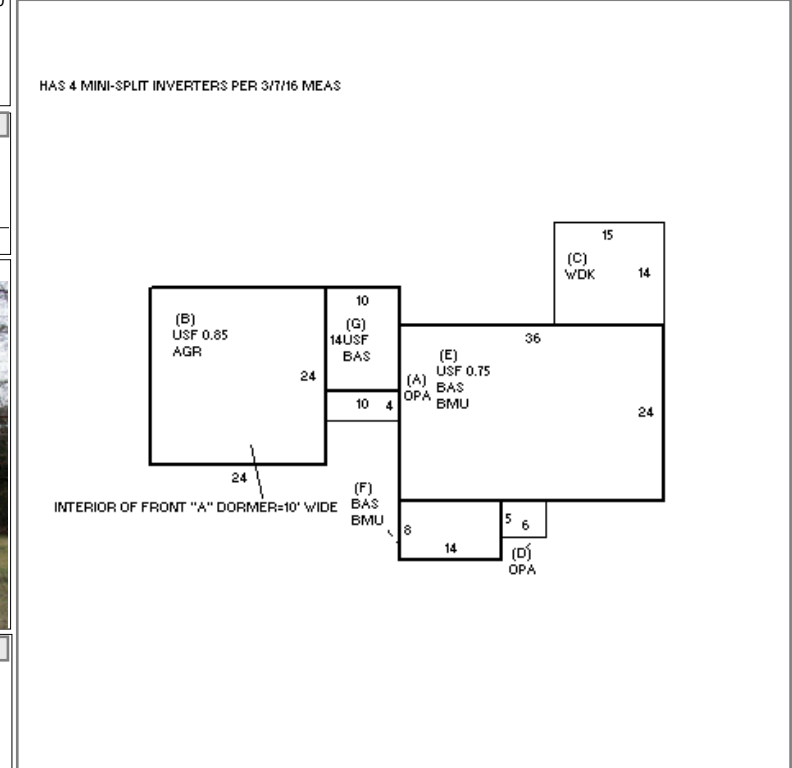 HAS 4 MINI-SPLIT INVERTERS PER 3/7/16 MEAS
15
(C)
WDK
14
(B)
USF 0.85
AGR
24
24
10
(G)
14USF
BAS
10 4
(A)
OPA
36
(E)
USF 0.75
BAS
BMU
24
INTERIOR OF FRONT "A" DORMER=10' WIDE
(F)
BAS
BMU
8
14
5 6
(D)
OPA